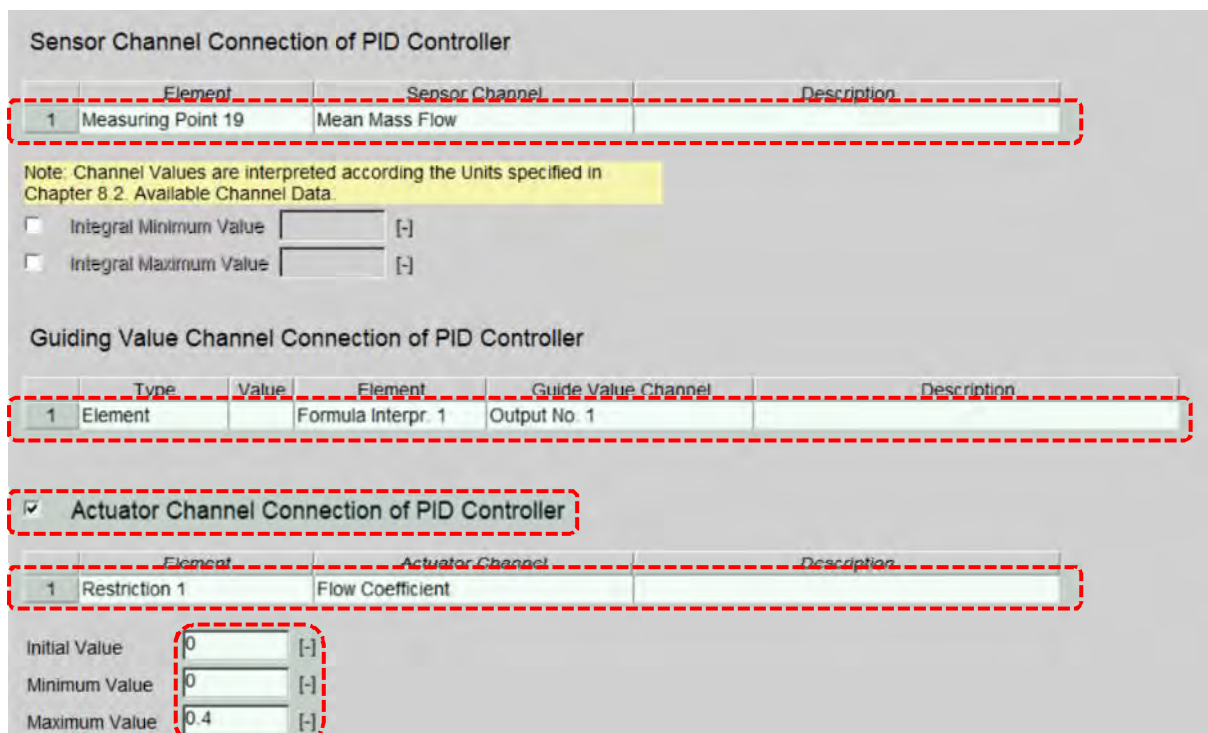 Sensor Channel Connection of PID Controller
Element Sensor Channel Description
1 Measuring Point 19 Mean Mass Flow
Note: Channel Values are interpreted according the Units specified in
Chapter 8.2. Available Channel Data.
Integral Minimum Value [-]
Integral Maximum Value [-]
Guiding Value Channel Connection of PID Controller
Type Value Element Guide Value Channel Description
1 Element Formula Interpr. 1 Output No. 1
Actuator Channel Connection of PID Controller
Element Actuator Channel Description
1 Restriction 1 Flow Coefficient
Initial Value 0 [-]
Minimum Value 0 [-]
Maximum Value 0.4 [-]